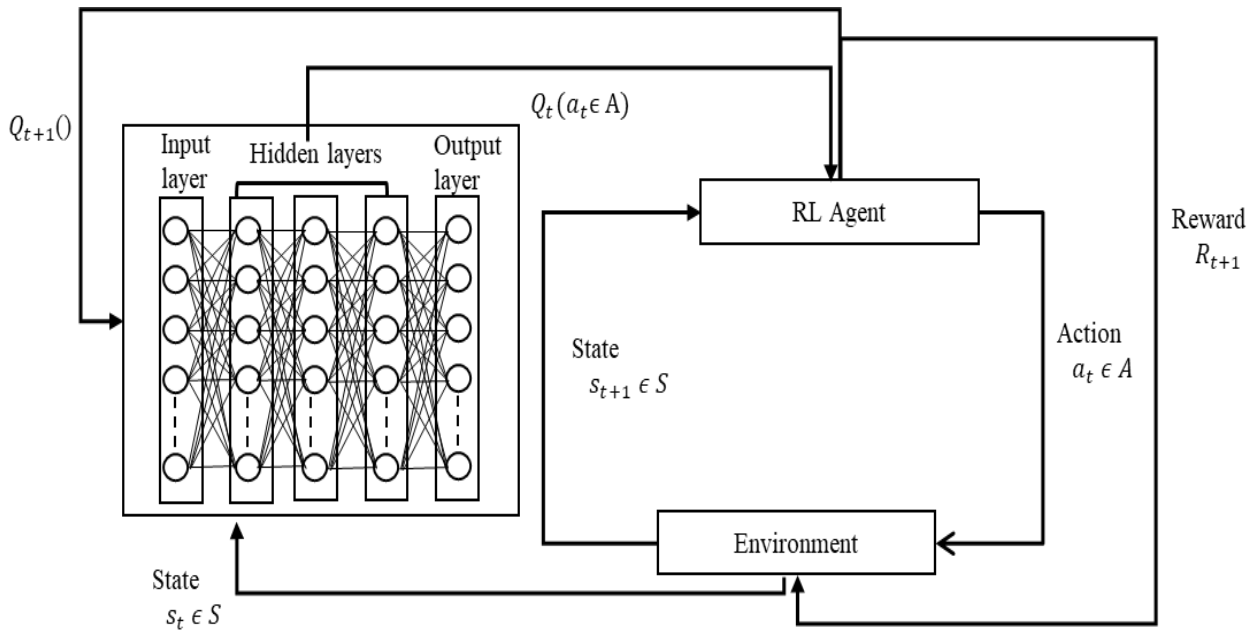 Q_{t+1}()
Q_t(a_t ϵ A)
Input
layer
Hidden layers
Output
layer
RL Agent
Reward
R_{t+1}
State
s_{t+1} ϵ S
Action
a_t ϵ A
Environment
State
s_t ϵ S